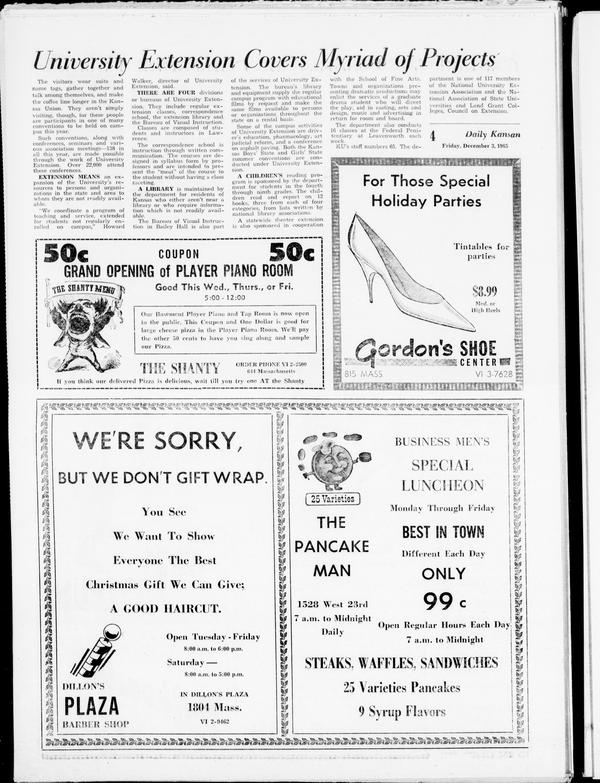 University Extension Covers Myriad of Projects
The visitors wear suits and
name tags, gather together and
talk among themselves, and make
the coffee line longer in the Kan-
sas Union. They aren't simply
visiting, though, for these people
are participants in one of many
conventions to be held on cam-
pus this year.
Such convention, along with
conferences, seminars and vari-
ous association meetings—128 in
all this year, are made possible
through the work of University
Extension. Over 22,000 attend
these conferences.
EXTENSION MEANS an ex-
pansion of the University's re-
sources to persons and organi-
zations in the state and area to
whom they are not readily avail-
able.
"We coordinate a program of
teaching and service, extended
for students not regularly en-
rolled on campus," Howard
Walker, director of University
Extension, said.
THERE ARE FOUR divisions
or bureaus of University Exten-
sion. They include regular ex-
tension classes, correspondence
school, the extension library and
the Bureau of Visual Instruction.
Classes are composed of stu-
dents and instructors in Law-
rence.
The correspondence school is
instruction through written com-
munication. The courses are de-
signed in syllabus form by pro-
fessors and are intended to pre-
sent the "meat" of the course to
the student without having a class
meeting.
A LIBRARY is maintained by
the department for residents of
Kansas who either aren't near a
library or who require informa-
tion which is not readily avail-
able.
The Bureau of Visual Instruc-
tion in Bailey Hall is also part
of the services of University Ex-
tension. The bureau's library
and equipment supply the regular
campus program with educational
films by request and make the
same films available to persons
or organizations throughout the
state on a rental basis.
Some of the campus activities
of University Extension are driv-
er's education, pharmacology, art
judicial reform, and a conference
on asphalt paving. Both the Kan-
sas Boys' State and Girls' State
summer conventions are con-
ducted under University Exten-
sion.
A CHILDREN'S reading pro-
gram is sponsored by the depart-
ment for students in the fourth
through ninth grades. The chil-
dren read and report on 12
books, three from each of four
categories, from lists written by
national library associations.
A statewide theater extension
is also sponsored in cooperation
with the School of Fine Arts.
Towns and organizations pre-
senting dramatic productions may
enlist the services of a graduate
drama student who will direct
the play, aid in casting, sets and
design, music and advertising in
return for room and board.
The department also conducts
16 classes at the Federal Peni-
tentiary at Leavenworth each
week.
KU's staff numbers 65. The de-
partment is one of 117 members
of the National University Ex-
tension Association and the Na-
tional Association of State Uni-
versities and Land Grant Col-
leges, Council on Extension.
4 Daily Kansan
Friday, December 3, 1965
50c COUPON 50c
GRAND OPENING of PLAYER PIANO ROOM
THE SHANTY MENU
Good This Wed., Thurs., or Fri.
5:00 - 12:00
Our Basement Player Piano and Tap Room is now open
to the public. This Coupon and One Dollar is good for
large cheese pizza in the Player Piano Room. We'll pay
the other 50 cents to have you sing along and sample
our Pizza.
THE SHANTY
ORDER PHONE VI 2-2500
644 Massachusetts
If you think our delivered Pizza is delicious, wait till you try one AT the Shanty
For Those Special
Holiday Parties
Tintables for
parties
$8.99
Med. or
High Heels
Gordon's SHOE
CENTER
815 MASS VI 3-7628
WE'RE SORRY,
BUT WE DON'T GIFT WRAP.
You See
We Want To Show
Everyone The Best
Christmas Gift We Can Give;
A GOOD HAIRCUT.
Open Tuesday - Friday
8:00 a.m. to 6:00 p.m.
Saturday —
8:00 a.m. to 5:00 p.m.
DILLON'S
PLAZA
BARBER SHOP
IN DILLON'S PLAZA
1804 Mass.
VI 2-9462
25 Varieties
THE
PANCAKE
MAN
1528 West 23rd
7 a.m. to Midnight
Daily
BUSINESS MEN'S
SPECIAL
LUNCHEON
Monday Through Friday
BEST IN TOWN
Different Each Day
ONLY
99 c
Open Regular Hours Each Day
7 a.m. to Midnight
STEAKS, WAFFLES, SANDWICHES
25 Varieties Pancakes
9 Syrup Flavors